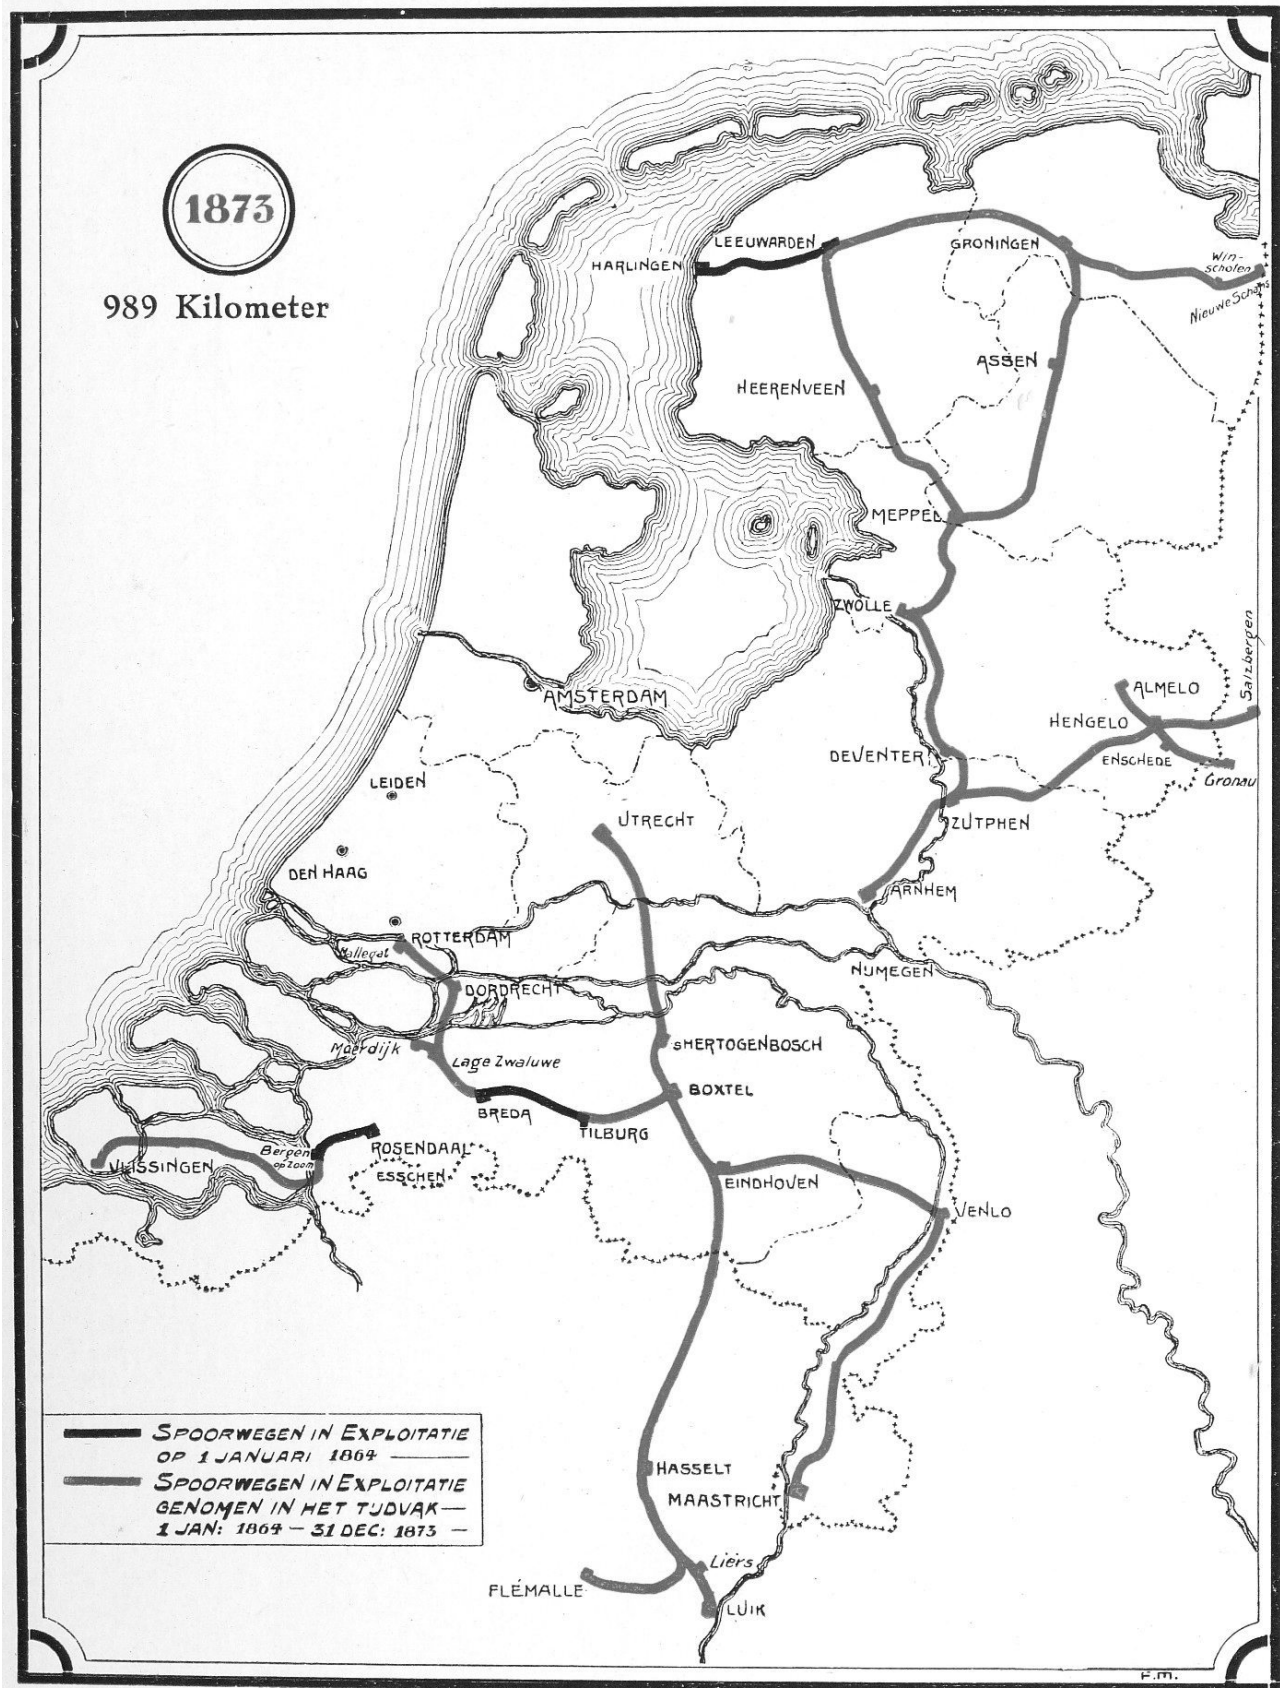 1873
989 Kilometer
LEEUWARDEN
GRONINGEN
HARLINGEN
Win-
schoten
Nieuwe Schans
ASSEN
HEERENVEEN
MEPPEL
ZWOLLE
Salzbergen
AMSTERDAM
ALMELO
HENGELO
DEVENTER
ENSCHEDE
Gronau
LEIDEN
UTRECHT
ZUTPHEN
DEN HAAG
ARNHEM
ROTTERDAM
Mallegat
NIJMEGEN
DORDRECHT
Moerdijk
sHERTOGENBOSCH
Lage Zwaluwe
BOXTEL
BREDA
TILBURG
ROSENDAAL
Bergen
op Zoom
VLISSINGEN
ESSCHEN
EINDHOVEN
VENLO
SPOORWEGEN IN EXPLOITATIE
OP 1 JANUARI 1864
SPOORWEGEN IN EXPLOITATIE
GENOMEN IN HET TIJDVAK—
1 JAN: 1864 — 31 DEC: 1873 —
HASSELT
MAASTRICHT
Liërs
FLÉMALLE
LUIK
F.M.